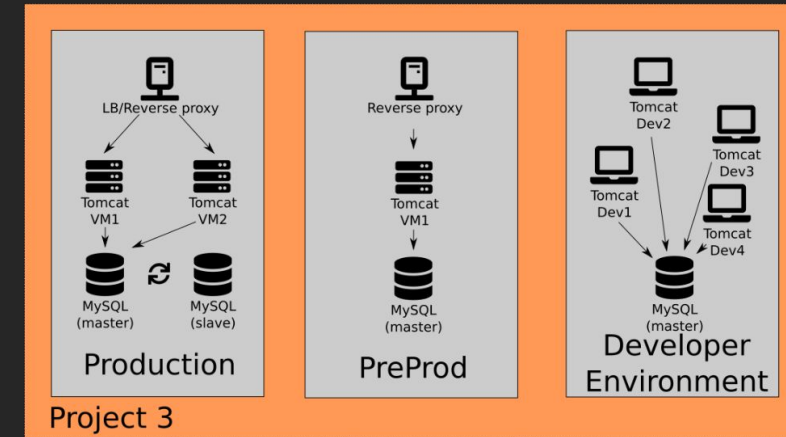 LB/Reverse proxy
Tomcat
VM1
Tomcat
VM2
MySQL
(master)
MySQL
(slave)
Production
Reverse proxy
Tomcat
VM1
MySQL
(master)
PreProd
Tomcat
Dev2
Tomcat
Dev3
Tomcat
Dev1
Tomcat
Dev4
MySQL
(master)
Developer
Environment
Project 3